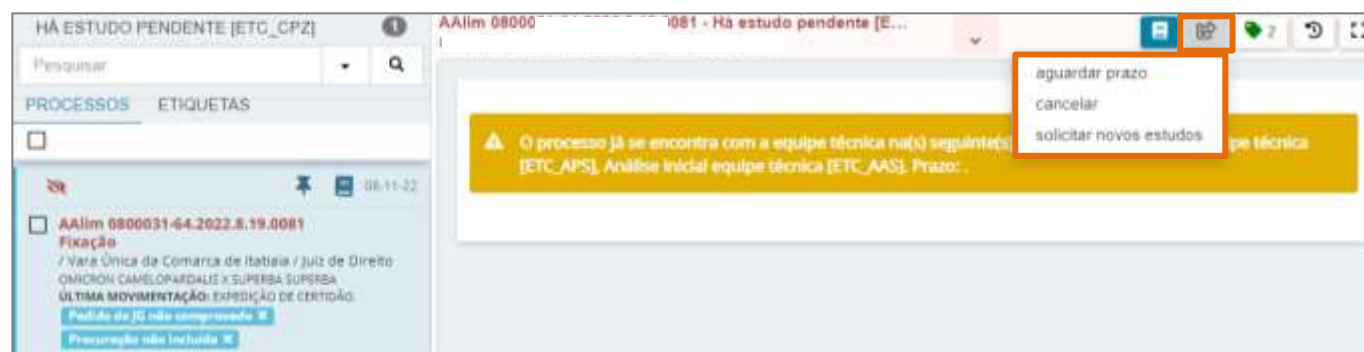 HÁ ESTUDO PENDENTE [ETC_CPZ] 1
Pesquisar
PROCESSOS ETIQUETAS
08-11-22
AAlim 0800031-64.2022.8.19.0081
Fixação
/ Vara Única da Comarca de Itatiaia / Juiz de Direito
OMICRON CAMELOPARDALIS X SUPERBA SUPERBA
ÚLTIMA MOVIMENTAÇÃO: EXPEDIÇÃO DE CERTIDÃO.
Pedido de JG não comprovado ×
Procuração não incluída ×
AAlim 0800 0081 - Há estudo pendente [E...
2
aguardar prazo
cancelar
solicitar novos estudos
O processo já se encontra com a equipe técnica na(s) seguinte(s) técnica
[ETC_APS], Análise inicial equipe técnica [ETC_AAS]. Prazo: .